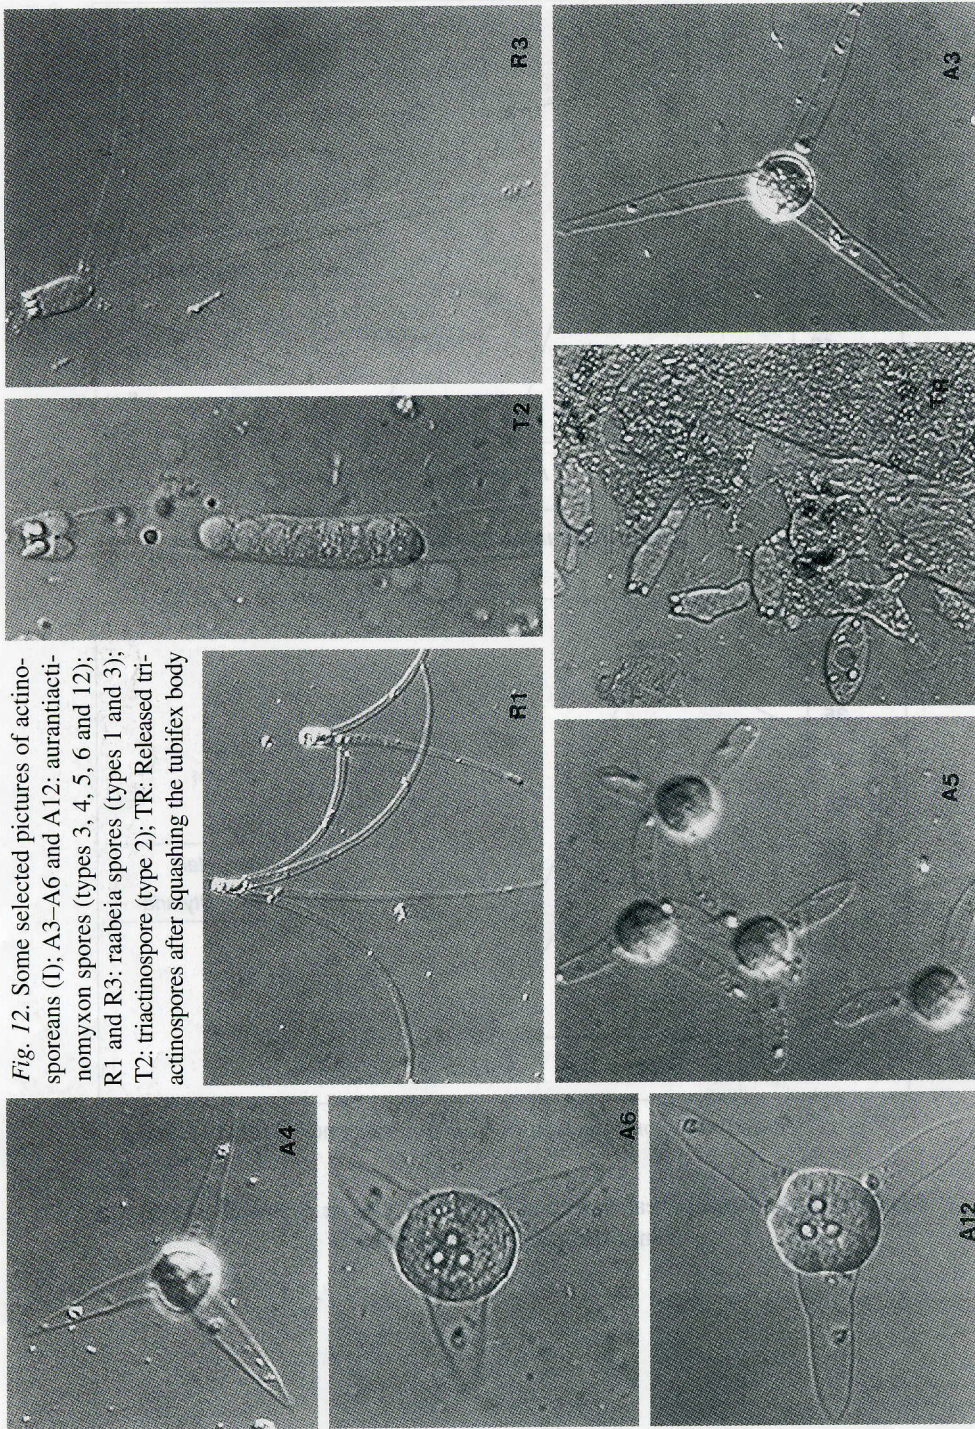 Fig. 12. Some selected pictures of actino-
sporeans (I); A3–A6 and A12: aurantiacti-
nomyxon spores (types 3, 4, 5, 6 and 12);
R1 and R3: raabeia spores (types 1 and 3);
T2: triactinospore (type 2); TR: Released tri-
actinospores after squashing the tubifex body
A4
R1
T2
R3
A6
A12
A5
TR
A3